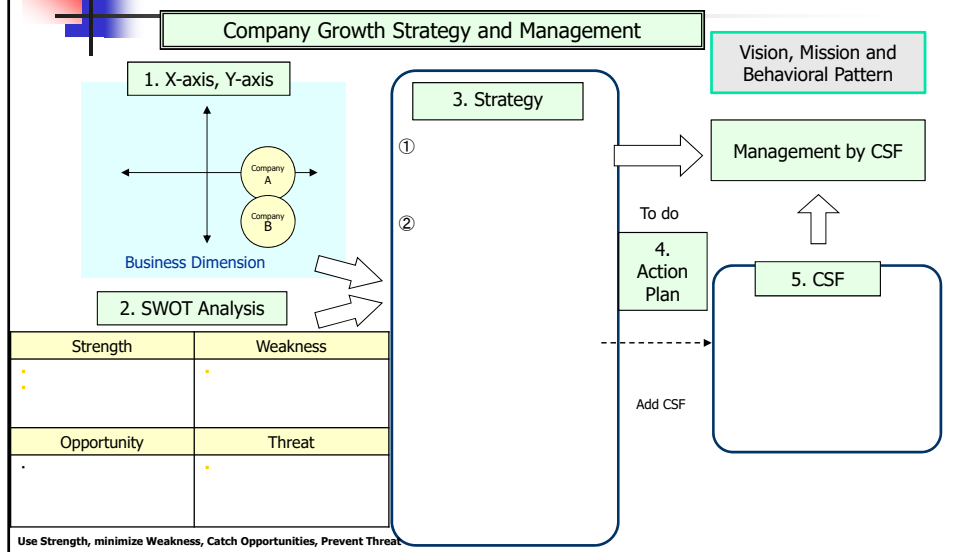 Company Growth Strategy and Management
Vision, Mission and
Behavioral Pattern
1. X-axis, Y-axis
Company
A
Company
B
Business Dimension
2. SWOT Analysis
Strength
Weakness
Opportunity
Threat
Use Strength, minimize Weakness, Catch Opportunities, Prevent Threat
3. Strategy
①
②
Management by CSF
To do
4.
Action
Plan
Add CSF
5. CSF